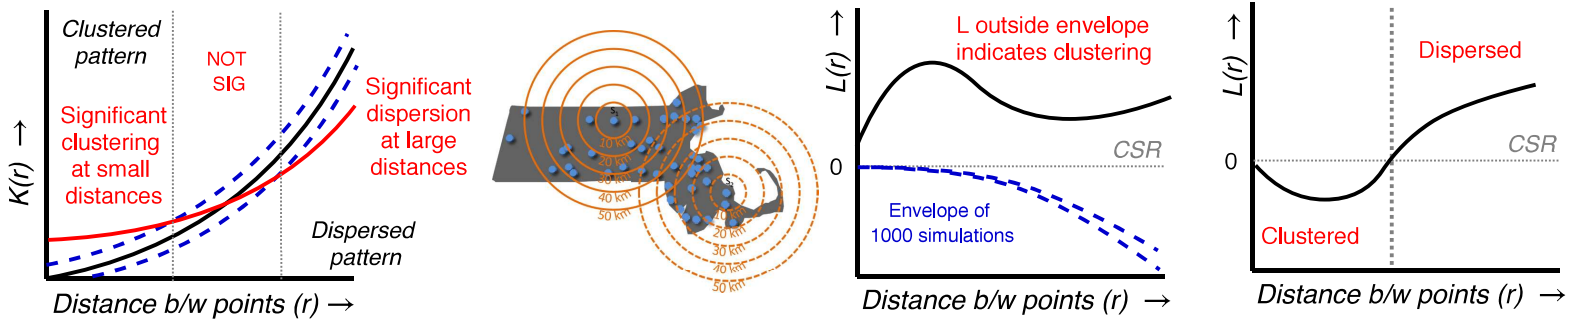 Clustered
pattern
NOT
SIG
Significant
clustering
at small
distances
Significant
dispersion
at large
distances
Dispersed
pattern
K(r) →
Distance b/w points (r) →
S
10 km
20 km
30 km
40 km
50 km
S
10 km
20 km
30 km
40 km
50 km
L(r) →
L outside envelope
indicates clustering
CSR
0
Envelope of
1000 simulations
Distance b/w points (r) →
L(r) →
Dispersed
CSR
0
Clustered
Distance b/w points (r) →